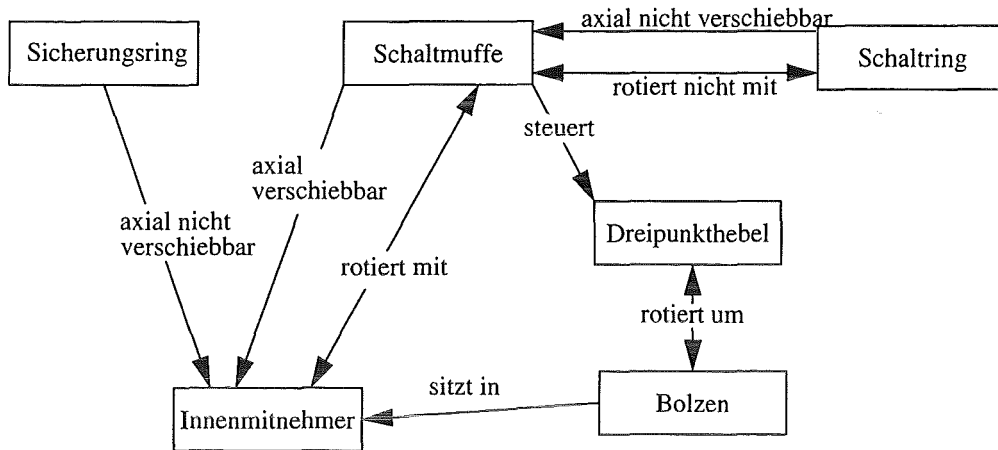 axial nicht verschiebbar
Sicherungsring
Schaltmuffe
Schaltring
rotiert nicht mit
steuert
axial
verschiebbar
axial nicht
verschiebbar
Dreipunkthebel
rotiert mit
rotiert um
sitzt in
Innenmitnehmer
Bolzen